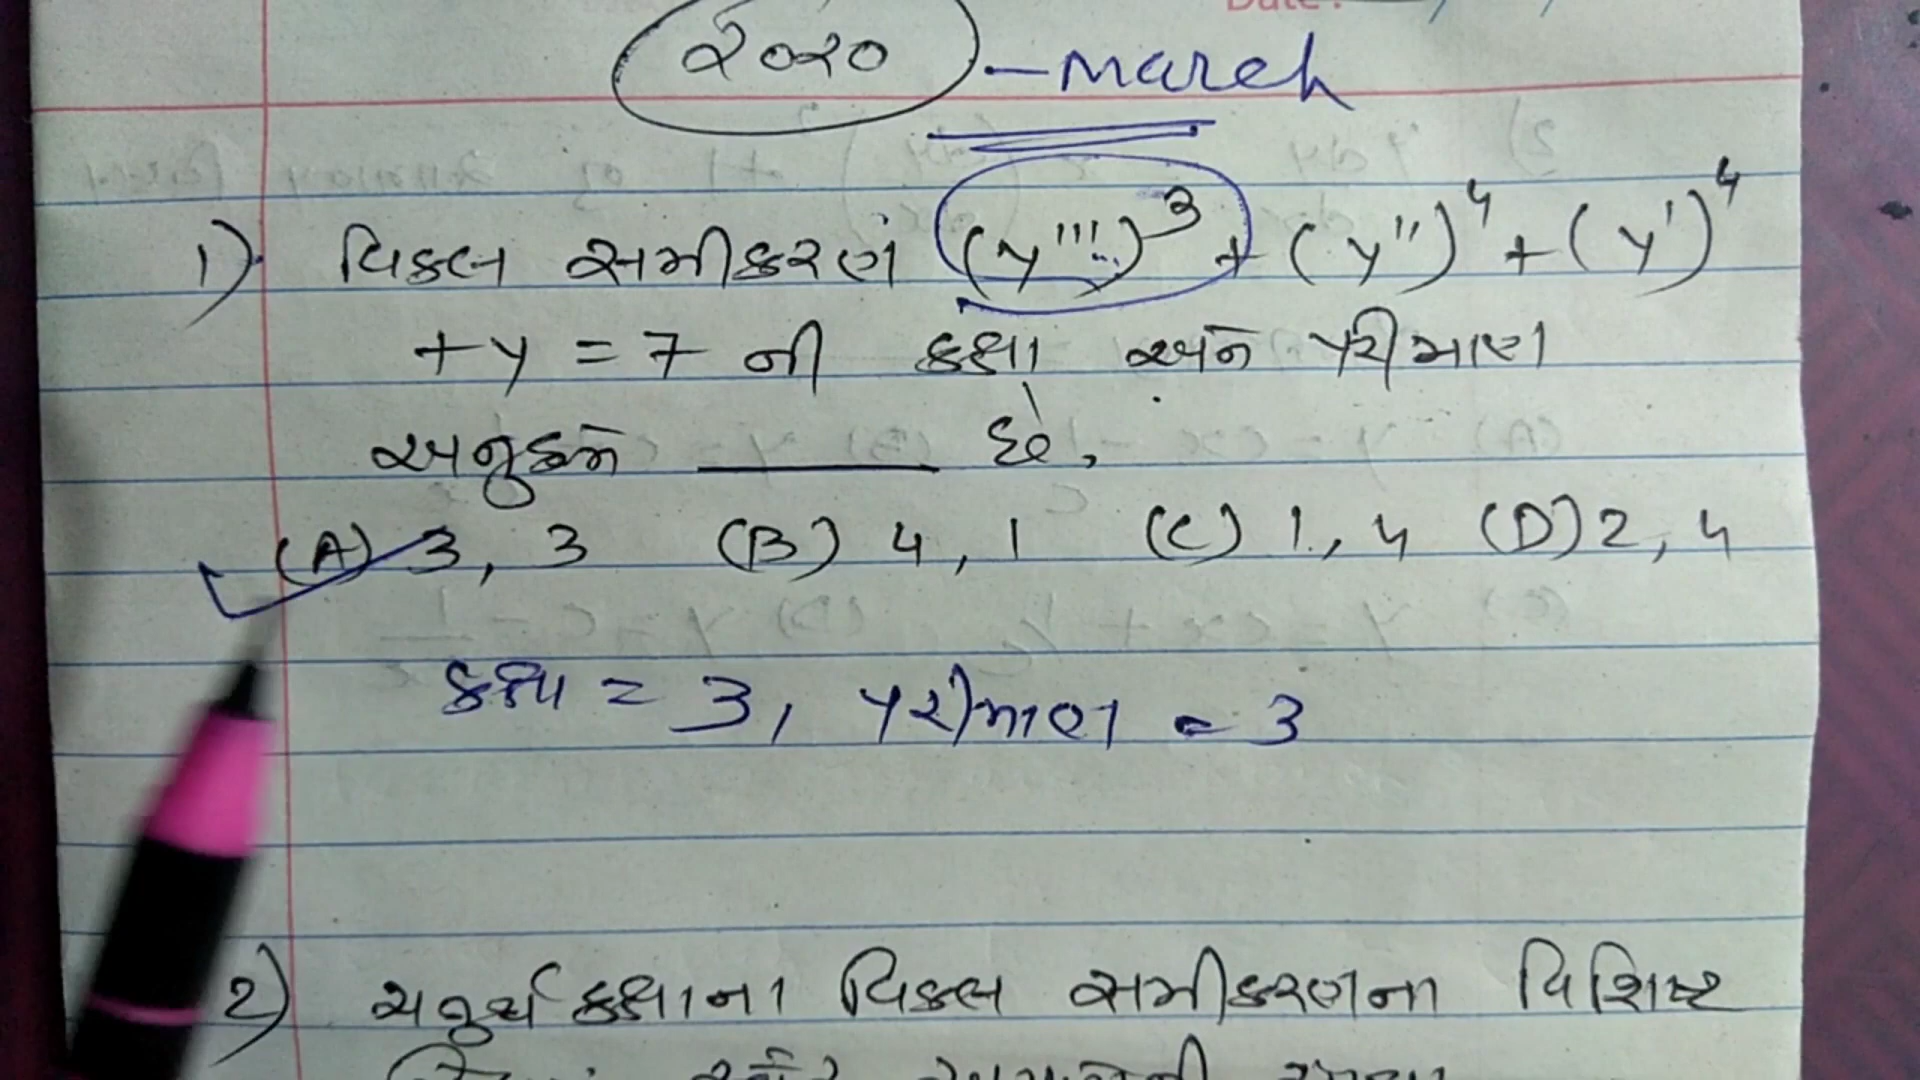 ૨૦૨૦ - march
1) વિકલ સમીકરણ (y''')³ + (y'')⁴ + (y')⁴
+ y = 7 ની કક્ષા અને પરીમાણ
અનુક્રમે ______ છે.
(A) 3, 3 (B) 4, 1 (C) 1, 4 (D) 2, 4
કક્ષા = 3, પરીમાણ = 3
2) ચતુર્થ કક્ષાના વિકલ સમીકરણના વિશિષ્ટ